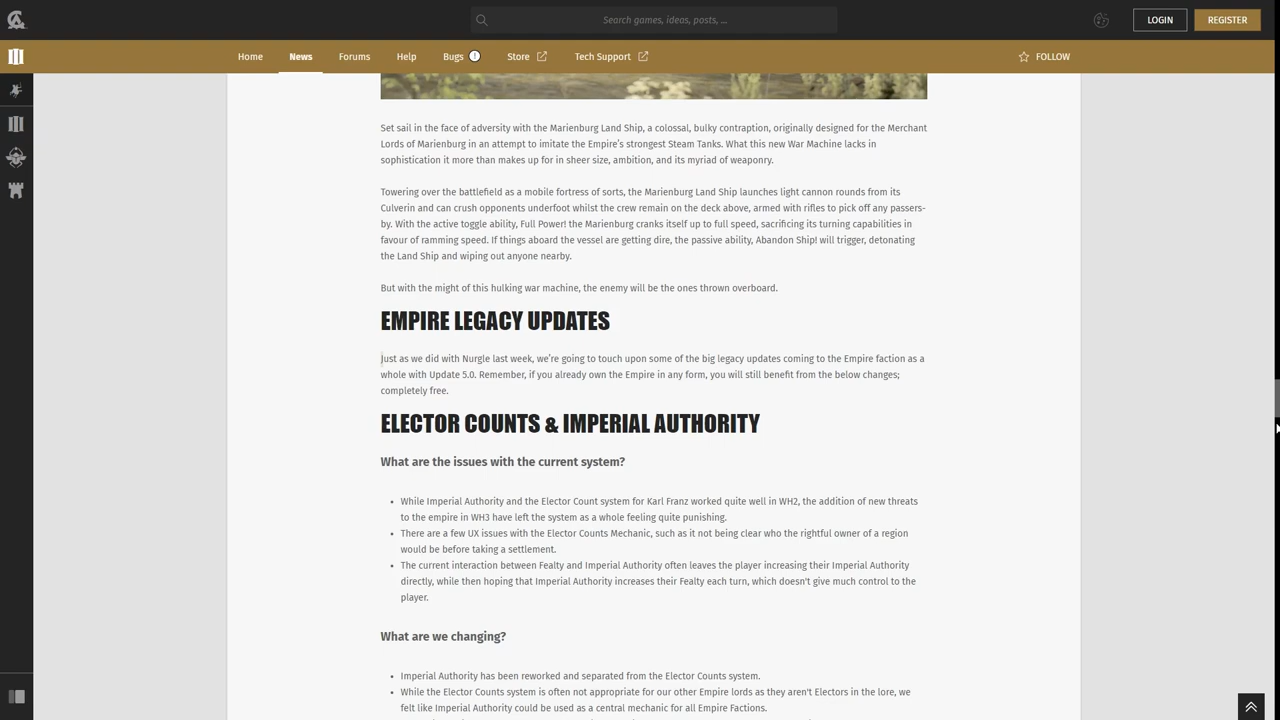 Search games, ideas, posts, ...
LOGIN
REGISTER
Home
News
Forums
Help
Bugs
Store
Tech Support
FOLLOW
Set sail in the face of adversity with the Marienburg Land Ship, a colossal, bulky contraption, originally designed for the Merchant
Lords of Marienburg in an attempt to imitate the Empire's strongest Steam Tanks. What this new War Machine lacks in
sophistication it more than makes up for in sheer size, ambition, and its myriad of weaponry.
Towering over the battlefield as a mobile fortress of sorts, the Marienburg Land Ship launches light cannon rounds from its
Culverin and can crush opponents underfoot whilst the crew remain on the deck above, armed with rifles to pick off any passers-
by. With the active toggle ability, Full Power! the Marienburg cranks itself up to full speed, sacrificing its turning capabilities in
favour of ramming speed. If things aboard the vessel are getting dire, the passive ability, Abandon Ship! will trigger, detonating
the Land Ship and wiping out anyone nearby.
But with the might of this hulking war machine, the enemy will be the ones thrown overboard.
EMPIRE LEGACY UPDATES
Just as we did with Nurgle last week, we're going to touch upon some of the big legacy updates coming to the Empire faction as a
whole with Update 5.0. Remember, if you already own the Empire in any form, you will still benefit from the below changes;
completely free.
ELECTOR COUNTS & IMPERIAL AUTHORITY
What are the issues with the current system?
• While Imperial Authority and the Elector Count system for Karl Franz worked quite well in WH2, the addition of new threats
to the empire in WH3 have left the system as a whole feeling quite punishing.
• There are a few UX issues with the Elector Counts Mechanic, such as it not being clear who the rightful owner of a region
would be before taking a settlement.
• The current interaction between Fealty and Imperial Authority often leaves the player increasing their Imperial Authority
directly, while then hoping that Imperial Authority increases their Fealty each turn, which doesn't give much control to the
player.
What are we changing?
• Imperial Authority has been reworked and separated from the Elector Counts system.
• While the Elector Counts system is often not appropriate for our other Empire lords as they aren't Electors in the lore, we
felt like Imperial Authority could be used as a central mechanic for all Empire Factions.